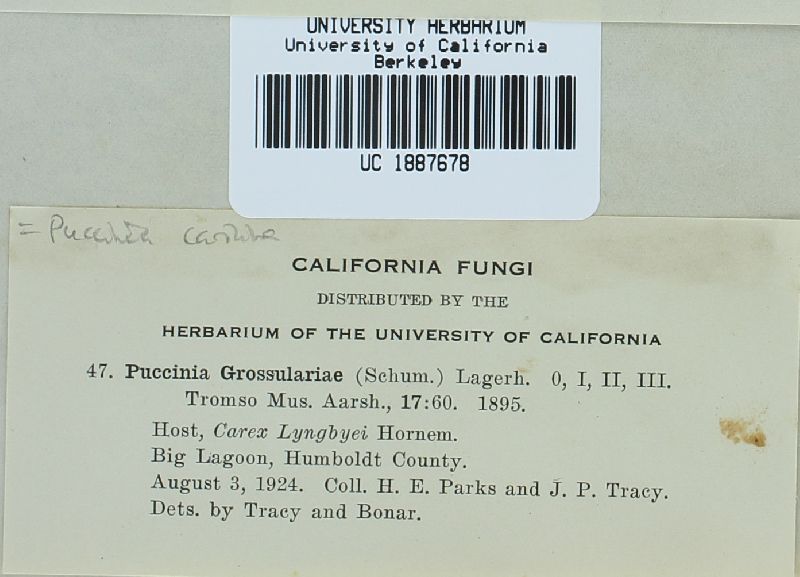 UNIVERSITY HERBARIUM
University of California
Berkeley
UC 1887678
= Puccinia caricina
CALIFORNIA FUNGI
DISTRIBUTED BY THE
HERBARIUM OF THE UNIVERSITY OF CALIFORNIA
47. Puccinia Grossulariae (Schum.) Lagerh. 0, I, II, III.
Tromso Mus. Aarsh., 17:60. 1895.
Host, Carex Lyngbyei Hornem.
Big Lagoon, Humboldt County.
August 3, 1924. Coll. H. E. Parks and J. P. Tracy.
Dets. by Tracy and Bonar.